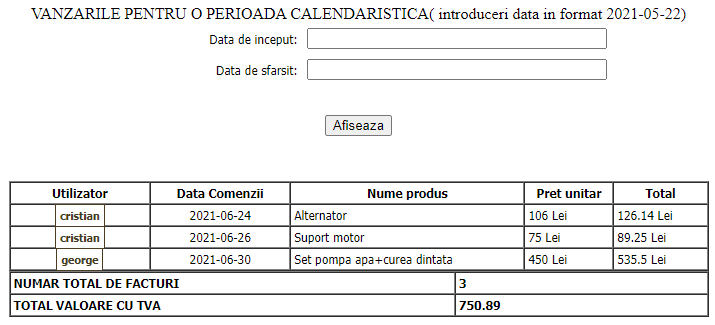 VANZARILE PENTRU O PERIOADA CALENDARISTICA( introduceri data in format 2021-05-22)
Data de inceput:
Data de sfarsit:
Afiseaza
Utilizator Data Comenzii Nume produs Pret unitar Total
cristian 2021-06-24 Alternator 106 Lei 126.14 Lei
cristian 2021-06-26 Suport motor 75 Lei 89.25 Lei
george 2021-06-30 Set pompa apa+curea dintata 450 Lei 535.5 Lei
NUMAR TOTAL DE FACTURI 3
TOTAL VALOARE CU TVA 750.89